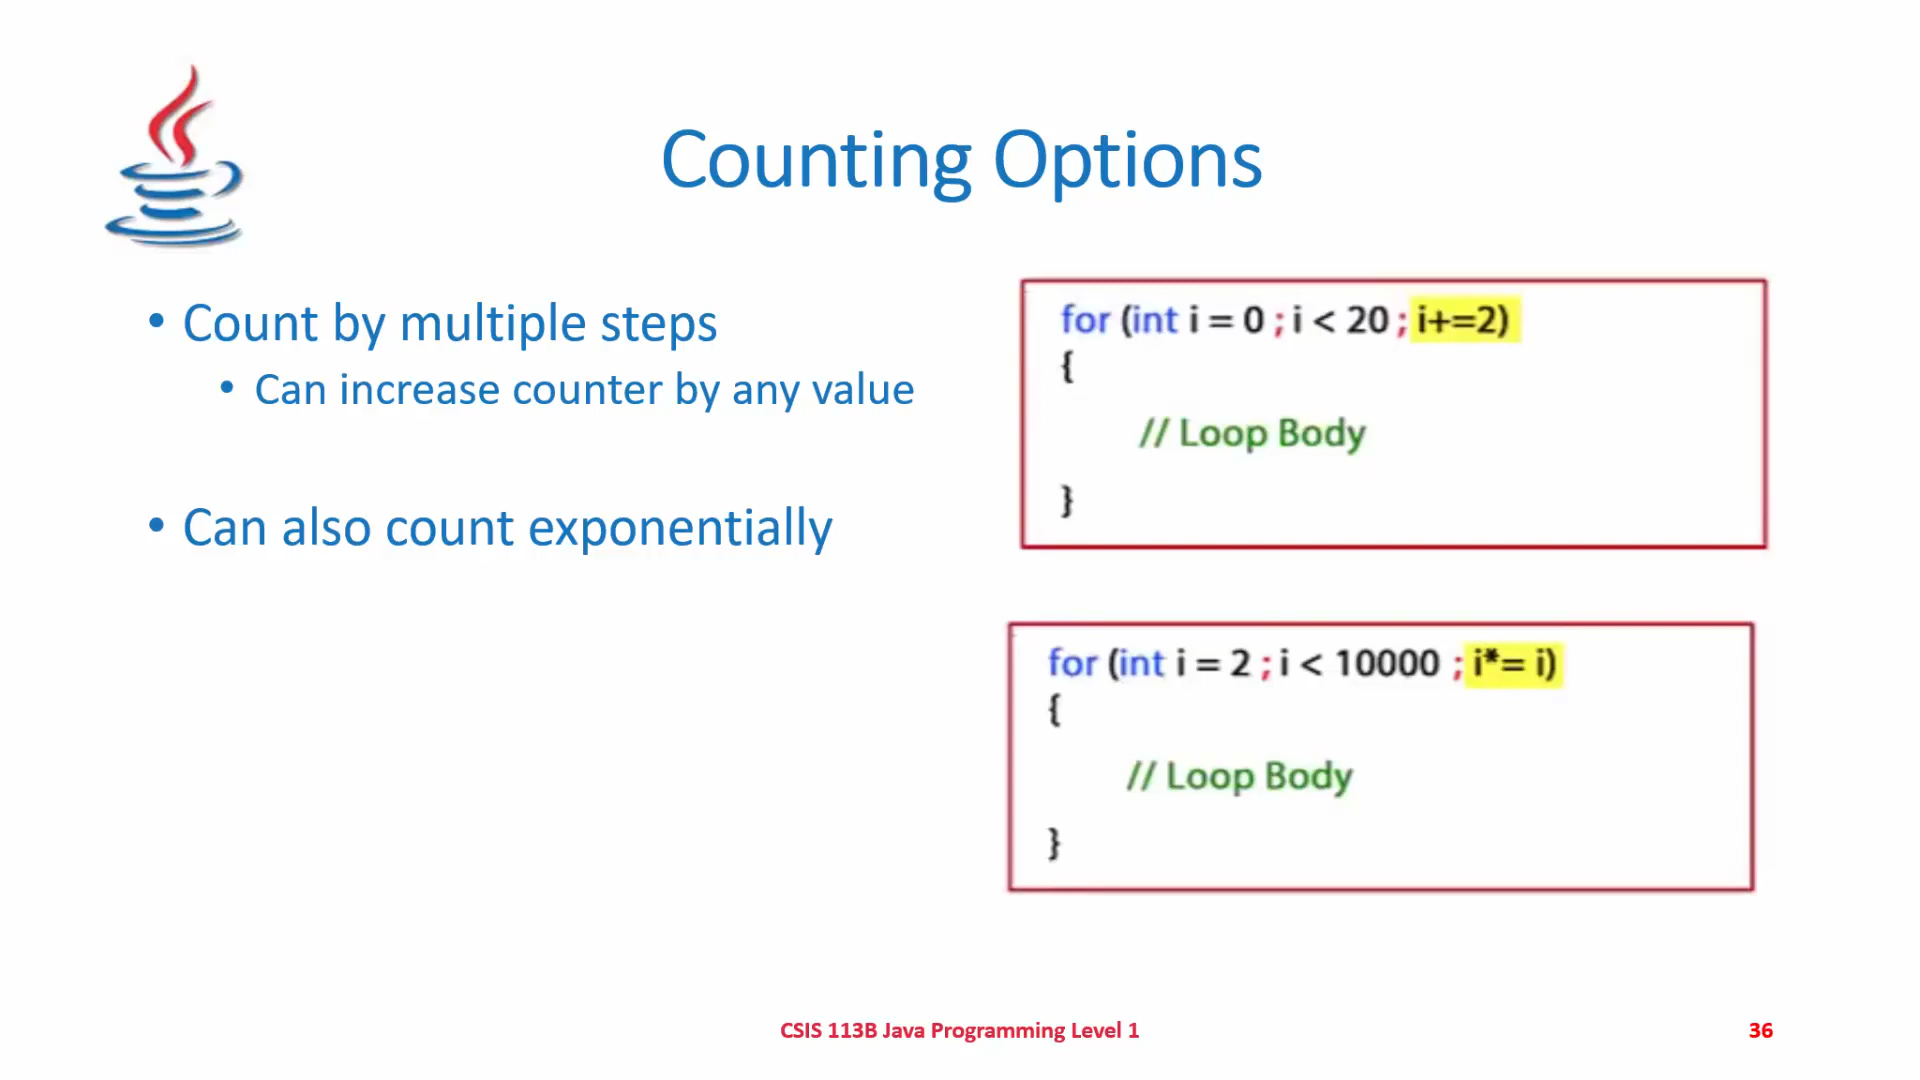 Counting Options
• Count by multiple steps
• Can increase counter by any value
• Can also count exponentially
for (int i = 0 ; i < 20 ; i+=2)
{
// Loop Body
}
for (int i = 2 ; i < 10000 ; i*= i)
{
// Loop Body
}
CSIS 113B Java Programming Level 1
36